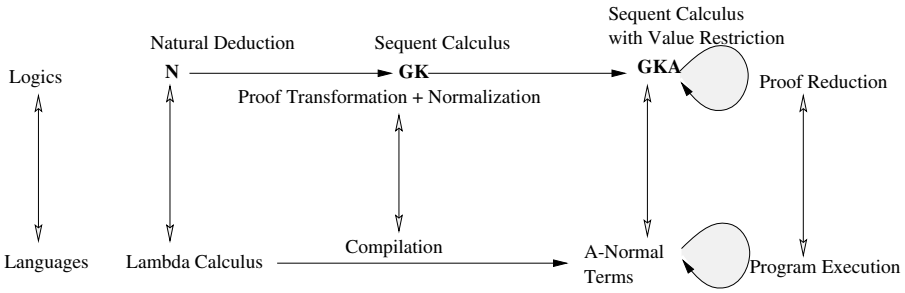 Sequent Calculus
with Value Restriction
Natural Deduction
Sequent Calculus
Logics
N
GK
GKA
Proof Reduction
Proof Transformation + Normalization
Compilation
Languages
Lambda Calculus
A-Normal
Terms
Program Execution